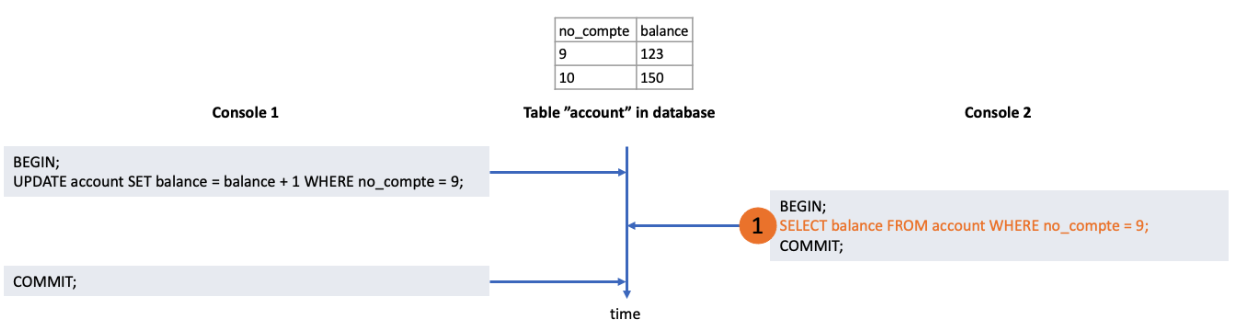 no_compte balance
9 123
10 150
Console 1
Table ”account” in database
Console 2
BEGIN;
UPDATE account SET balance = balance + 1 WHERE no_compte = 9;
BEGIN;
1 SELECT balance FROM account WHERE no_compte = 9;
COMMIT;
COMMIT;
time